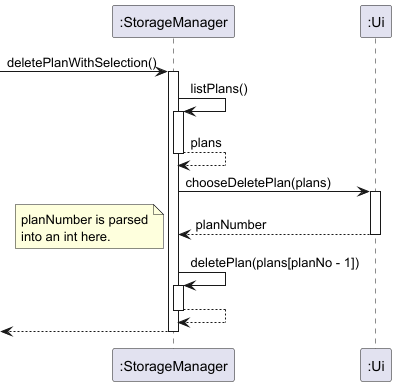 :StorageManager
:Ui
deletePlanWithSelection()
listPlans()
plans
chooseDeletePlan(plans)
planNumber is parsed
into an int here.
planNumber
deletePlan(plans[planNo - 1])
:StorageManager
:Ui